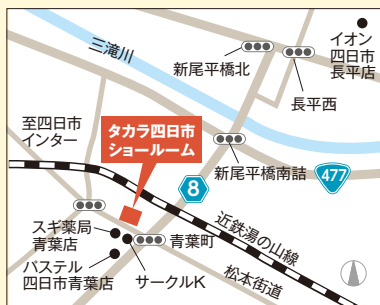 イオン
四日市
長平店
三滝川
新尾平橋北
長平西
至四日市
インター
タカラ四日市
ショールーム
新尾平橋南詰
477
8
近鉄湯の山線
スギ薬局
青葉店
青葉町
パステル
四日市青葉店
サークルK
松本街道